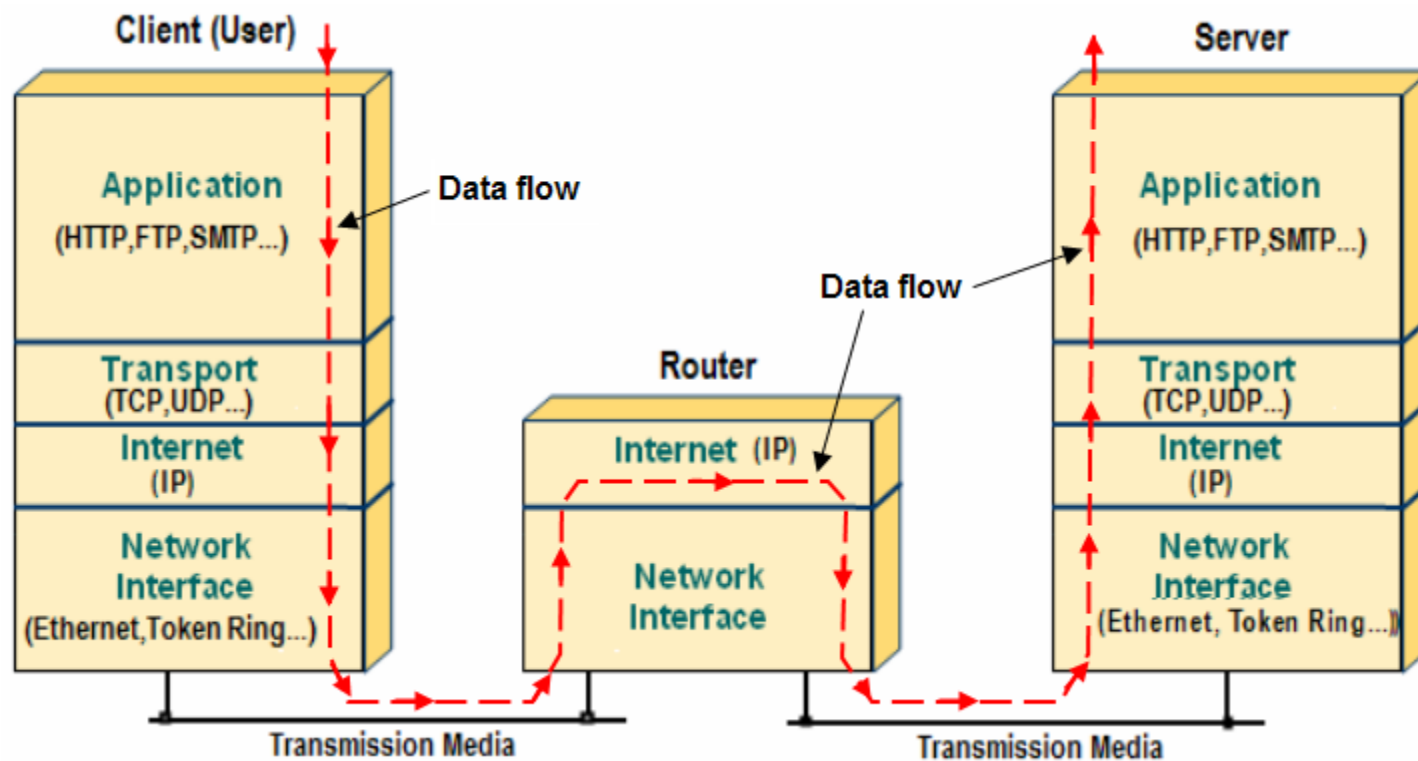 Client (User)
Application
(HTTP,FTP,SMTP...)
Transport
(TCP,UDP...)
Internet
(IP)
Network
Interface
(Ethernet,Token Ring...)
Data flow
Router
Internet (IP)
Network
Interface
Data flow
Server
Application
(HTTP,FTP,SMTP...)
Transport
(TCP,UDP...)
Internet
(IP)
Network
Interface
(Ethernet, Token Ring...))
Transmission Media
Transmission Media